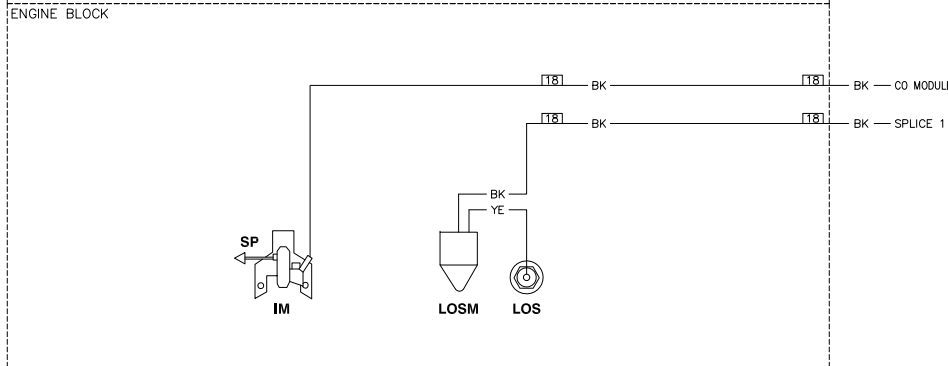 ENGINE BLOCK
18 BK 18 BK CO MODULE
18 BK 18 BK SPLICE 1
BK
YE
SP
IM LOSM LOS